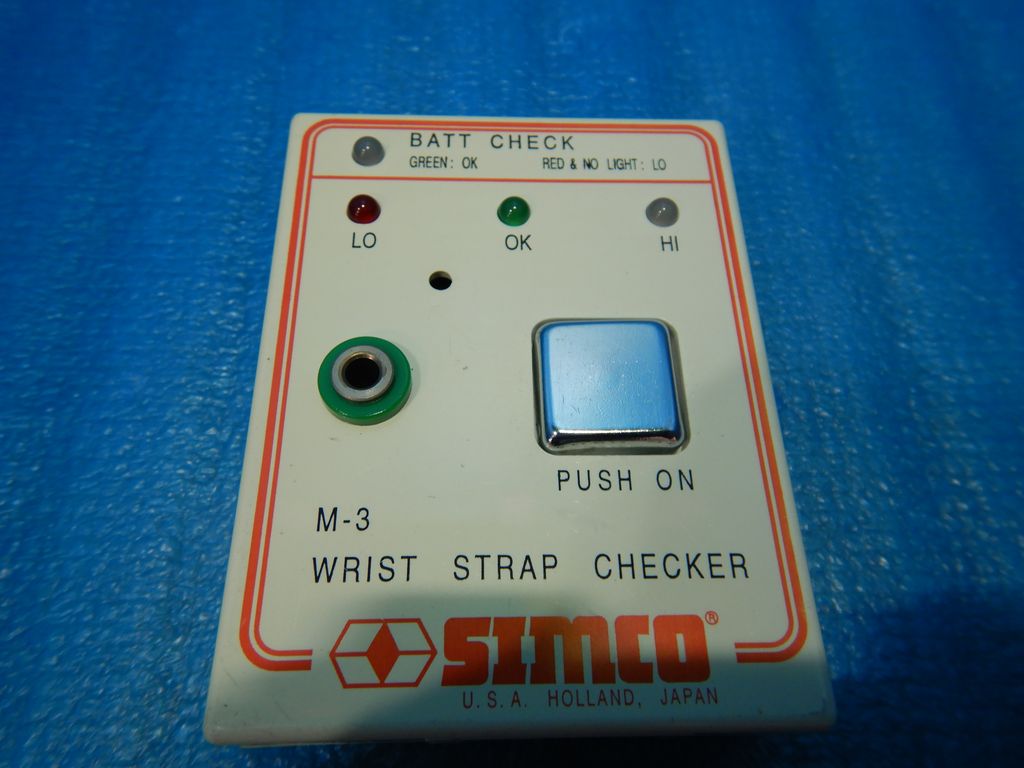 BATT CHECK
GREEN: OK RED & NO LIGHT: LO
LO OK HI
PUSH ON
M-3
WRIST STRAP CHECKER
SIMCO®
U.S.A. HOLLAND, JAPAN